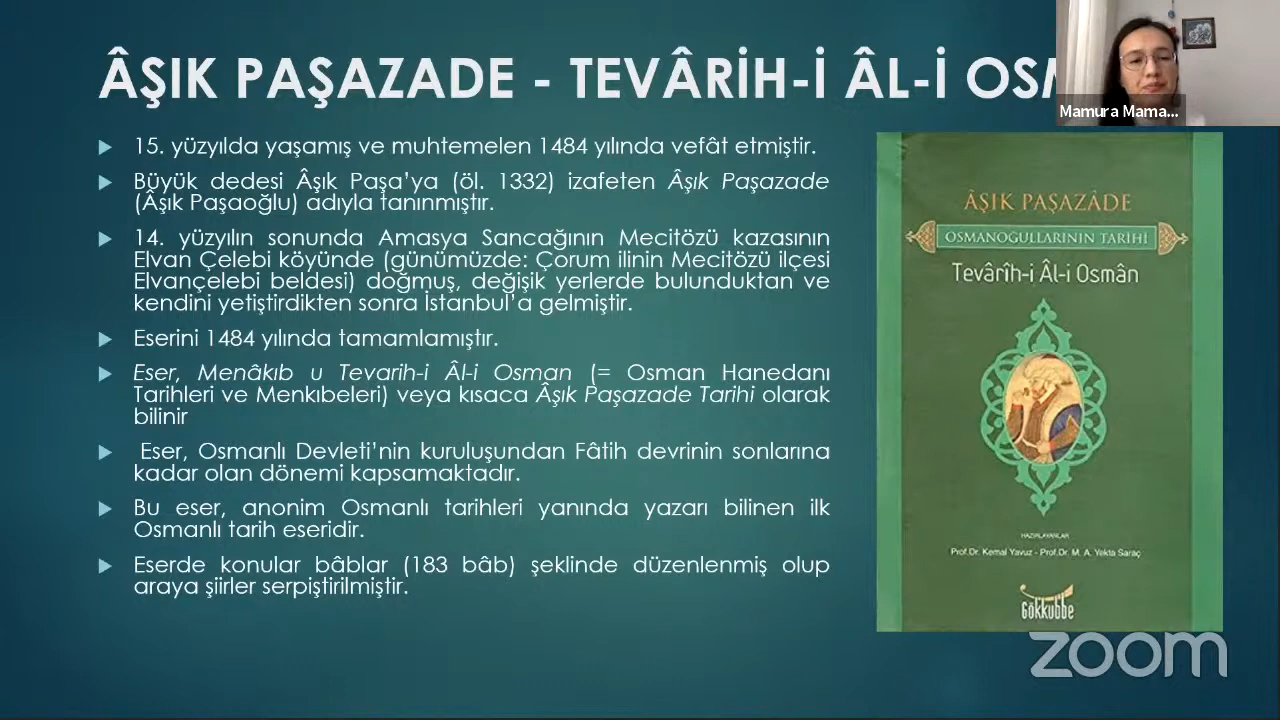 ÂŞIK PAŞAZADE - TEVÂRİH-İ ÂL-İ OSM
Mamura Mama...
15. yüzyılda yaşamış ve muhtemelen 1484 yılında vefât etmiştir.
Büyük dedesi Âşık Paşa’ya (öl. 1332) izafeten Âşık Paşazade
(Âşık Paşaoğlu) adıyla tanınmıştır.
14. yüzyılın sonunda Amasya Sancağının Mecitözü kazasının
Elvan Çelebi köyünde (günümüzde: Çorum ilinin Mecitözü ilçesi
Elvançelebi beldesi) doğmuş, değişik yerlerde bulunduktan ve
kendini yetiştirdikten sonra İstanbul’a gelmiştir.
Eserini 1484 yılında tamamlamıştır.
Eser, Menâkıb u Tevarih-i Âl-i Osman (= Osman Hanedanı
Tarihleri ve Menkıbeleri) veya kısaca Âşık Paşazade Tarihi olarak
bilinir
Eser, Osmanlı Devleti’nin kuruluşundan Fâtih devrinin sonlarına
kadar olan dönemi kapsamaktadır.
Bu eser, anonim Osmanlı tarihleri yanında yazarı bilinen ilk
Osmanlı tarih eseridir.
Eserde konular bâblar (183 bâb) şeklinde düzenlenmiş olup
araya şiirler serpiştirilmiştir.
ÂŞIK PAŞAZÂDE
OSMANOĞULLARININ TARİHİ
Tevârîh-i Âl-i Osmân
HAZIRLAYANLAR
Prof.Dr. Kemal Yavuz - Prof.Dr. M. A. Yekta Saraç
Gökkubbe
zoom